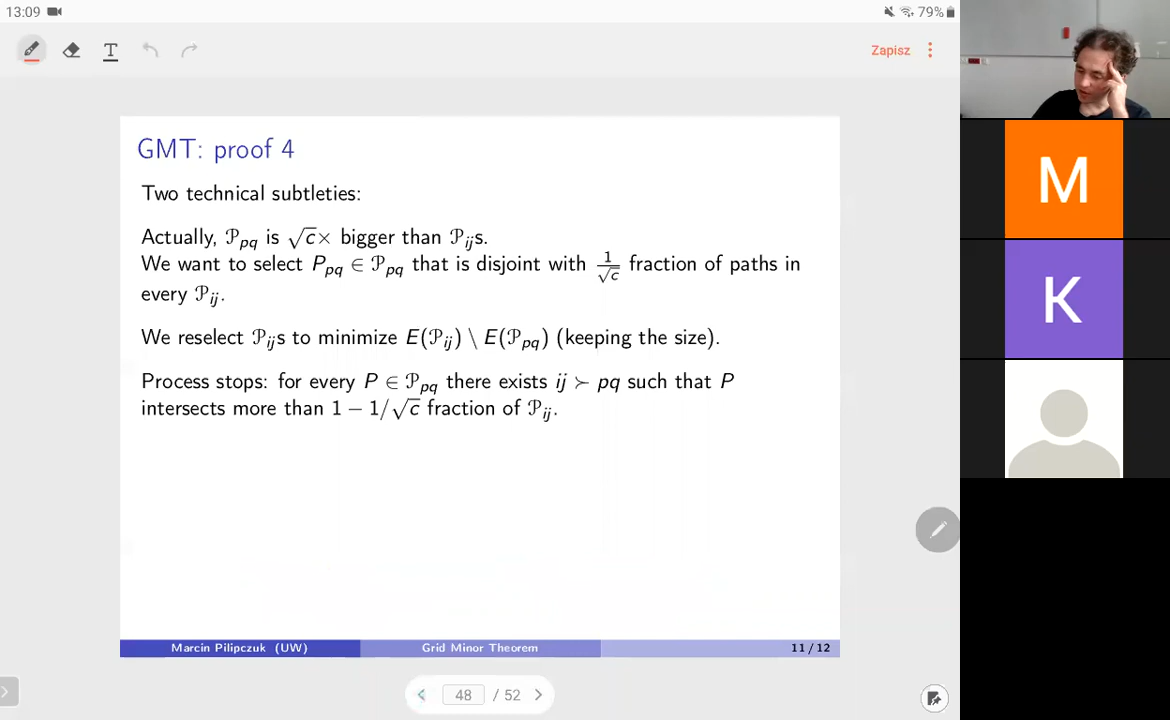 13:09
79%
T
Zapisz
GMT: proof 4
Two technical subtleties:
Actually, 𝒫_pq is √c× bigger than 𝒫_ijs.
We want to select P_pq ∈ 𝒫_pq that is disjoint with 1/√c fraction of paths in
every 𝒫_ij.
We reselect 𝒫_ijs to minimize E(𝒫_ij) \ E(𝒫_pq) (keeping the size).
Process stops: for every P ∈ 𝒫_pq there exists ij ≻ pq such that P
intersects more than 1 − 1/√c fraction of 𝒫_ij.
Marcin Pilipczuk (UW) Grid Minor Theorem 11 / 12
48 / 52
M
K